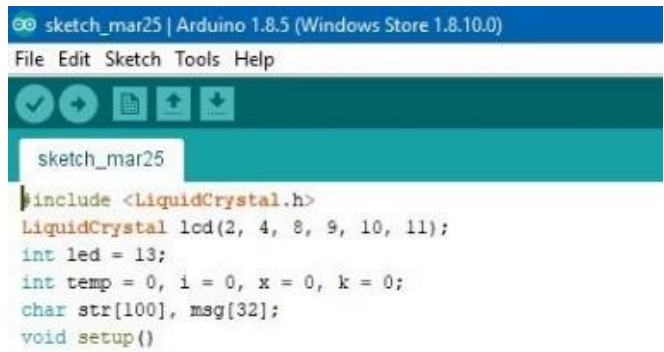 sketch_mar25 | Arduino 1.8.5 (Windows Store 1.8.10.0)
File Edit Sketch Tools Help
sketch_mar25
#include <LiquidCrystal.h>
LiquidCrystal lcd(2, 4, 8, 9, 10, 11);
int led = 13;
int temp = 0, i = 0, x = 0, k = 0;
char str[100], msg[32];
void setup()